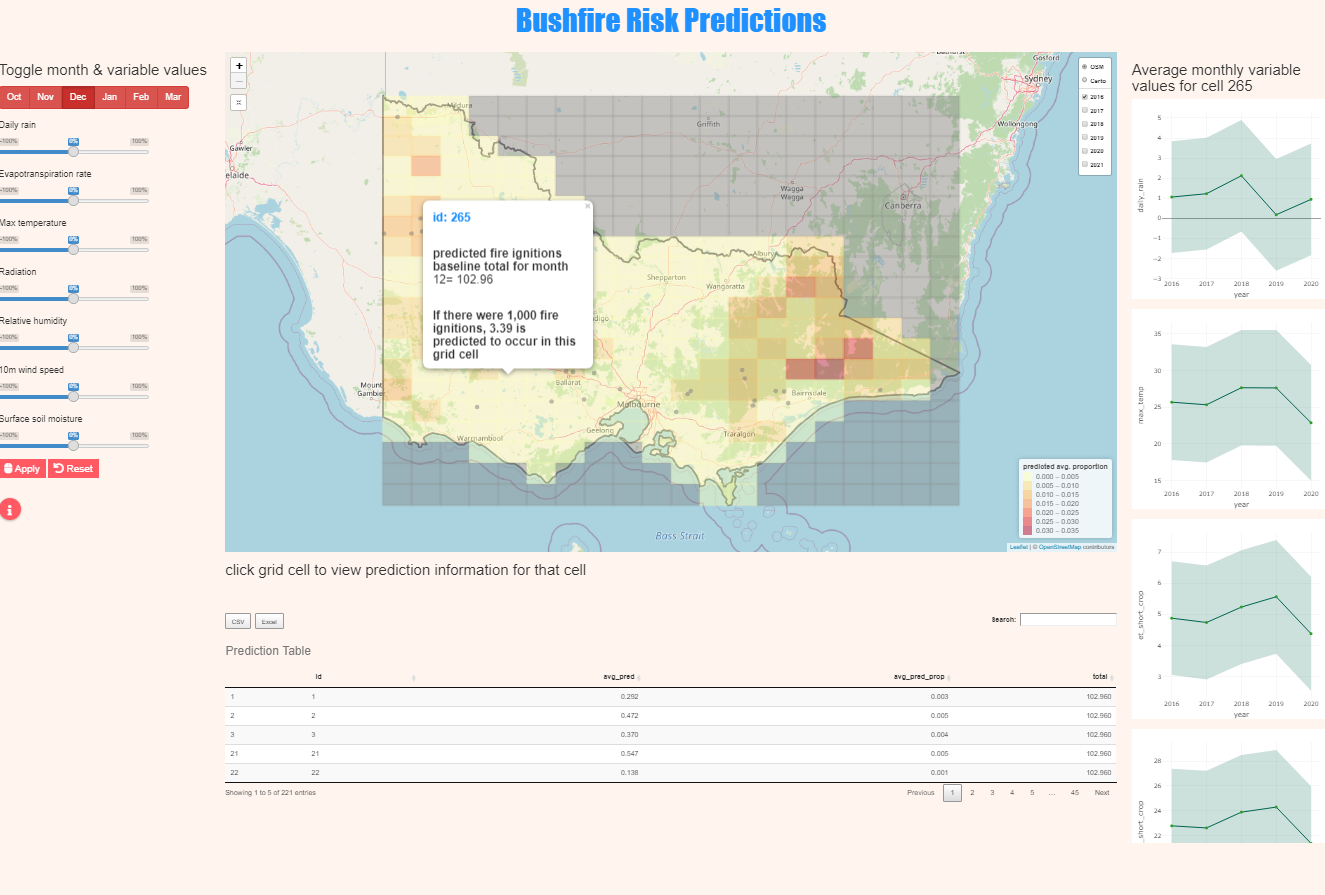 Bushfire Risk Predictions
Toggle month & variable values
Oct Nov Dec Jan Feb Mar
Daily rain
-100% 0% 100%
Evapotranspiration rate
-100% 0% 100%
Max temperature
-100% 0% 100%
Radiation
-100% 0% 100%
Relative humidity
-100% 0% 100%
10m wind speed
-100% 0% 100%
Surface soil moisture
-100% 0% 100%
Apply Reset
+
−
Gosford
Sydney
Wollongong
Mildura
Griffith
Gawler
elaide
Wagga
Wagga
Canberra
Albury
Shepparton
Wangaratta
ndigo
Mount
Gambier
Ballarat
Melbourne
Bairnsdale
Geelong
Traralgon
Warrnambool
Bass Strait
OSM
Carto
2016
2017
2018
2019
2020
2021
×
id: 265
predicted fire ignitions
baseline total for month
12= 102.96
If there were 1,000 fire
ignitions, 3.39 is
predicted to occur in this
grid cell
predicted avg. proportion
0.000 – 0.005
0.005 – 0.010
0.010 – 0.015
0.015 – 0.020
0.020 – 0.025
0.025 – 0.030
0.030 – 0.035
Leaflet | © OpenStreetMap contributors
click grid cell to view prediction information for that cell
CSV Excel
Search:
Prediction Table
id avg_pred avg_pred_prop total
1 1 0.292 0.003 102.960
2 2 0.472 0.005 102.960
3 3 0.370 0.004 102.960
21 21 0.547 0.005 102.960
22 22 0.138 0.001 102.960
Showing 1 to 5 of 221 entries
Previous 1 2 3 4 5 … 45 Next
Average monthly variable
values for cell 265
daily_rain
5
4
3
2
1
0
−1
−2
−3
2016 2017 2018 2019 2020
year
max_temp
35
30
25
20
15
2016 2017 2018 2019 2020
year
et_short_crop
7
6
5
4
3
2016 2017 2018 2019 2020
year
_short_crop
28
26
24
22